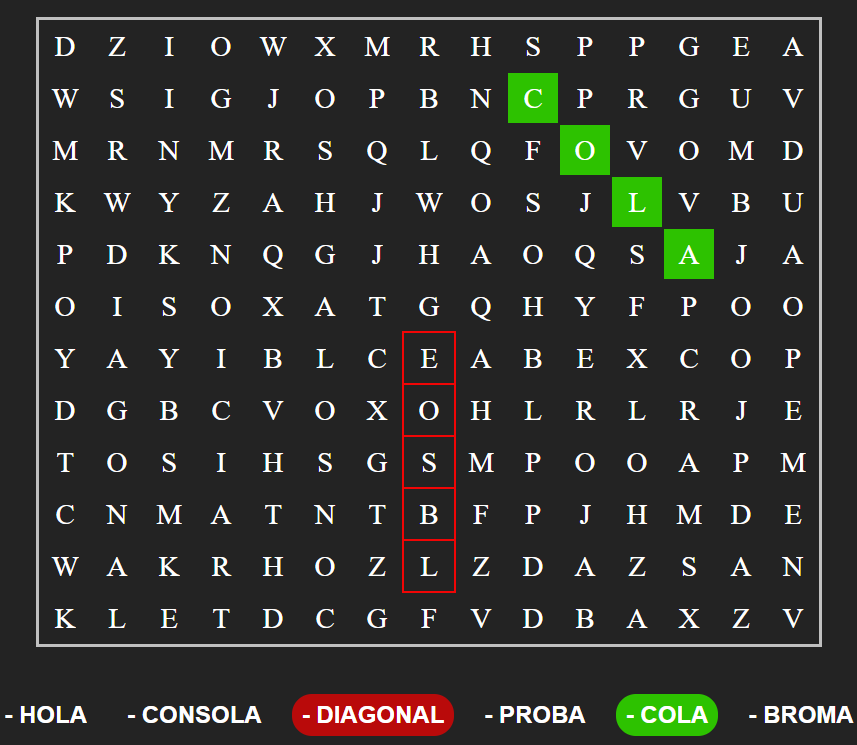 D Z I O W X M R H S P P G E A
W S I G J O P B N C P R G U V
M R N M R S Q L Q F O V O M D
K W Y Z A H J W O S J L V B U
P D K N Q G J H A O Q S A J A
O I S O X A T G Q H Y F P O O
Y A Y I B L C E A B E X C O P
D G B C V O X O H L R L R J E
T O S I H S G S M P O O A P M
C N M A T N T B F P J H M D E
W A K R H O Z L Z D A Z S A N
K L E T D C G F V D B A X Z V
- HOLA - CONSOLA - DIAGONAL - PROBA - COLA - BROMA